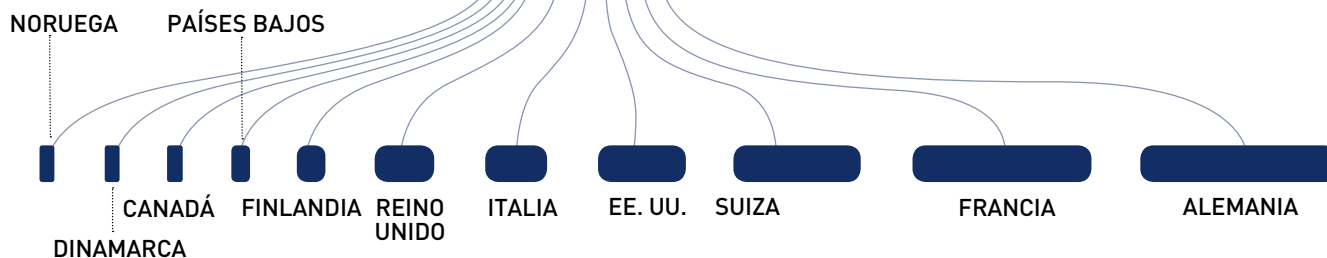 NORUEGA
PAÍSES BAJOS
CANADÁ
FINLANDIA
REINO
UNIDO
ITALIA
EE. UU.
SUIZA
FRANCIA
ALEMANIA
DINAMARCA